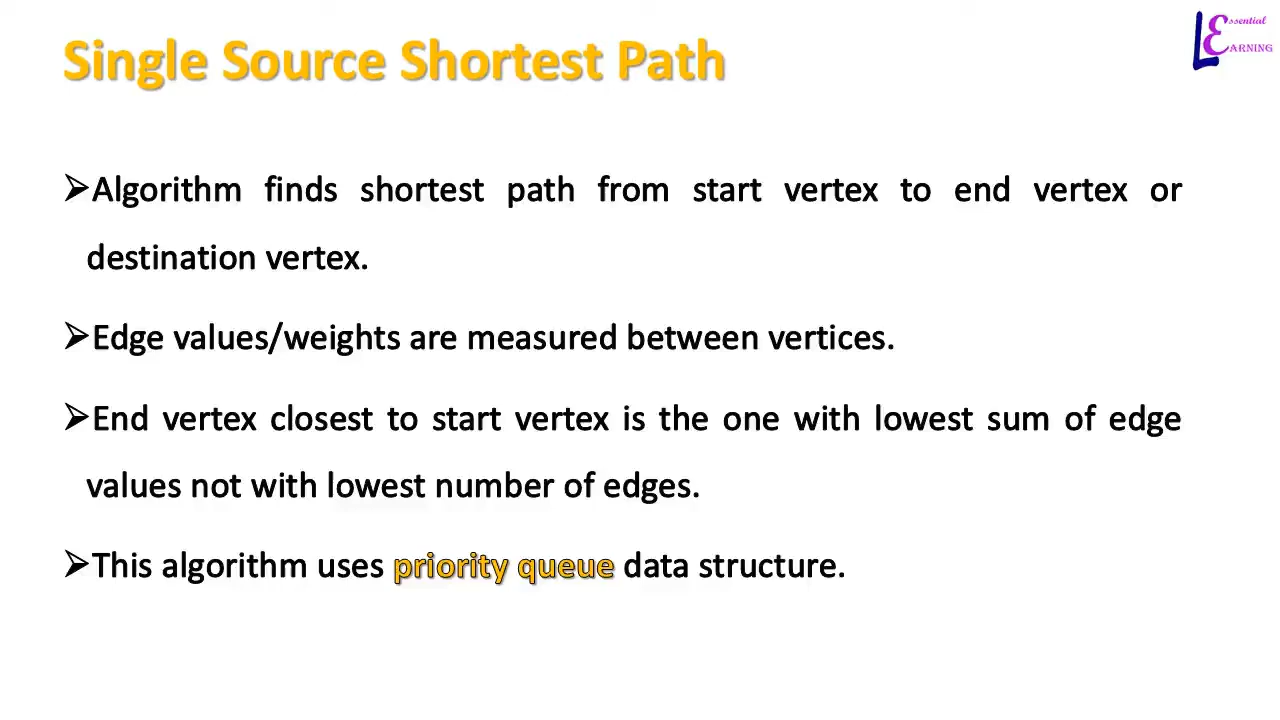 Single Source Shortest Path
L Essential
EARNING
➢Algorithm finds shortest path from start vertex to end vertex or
destination vertex.
➢Edge values/weights are measured between vertices.
➢End vertex closest to start vertex is the one with lowest sum of edge
values not with lowest number of edges.
➢This algorithm uses priority queue data structure.